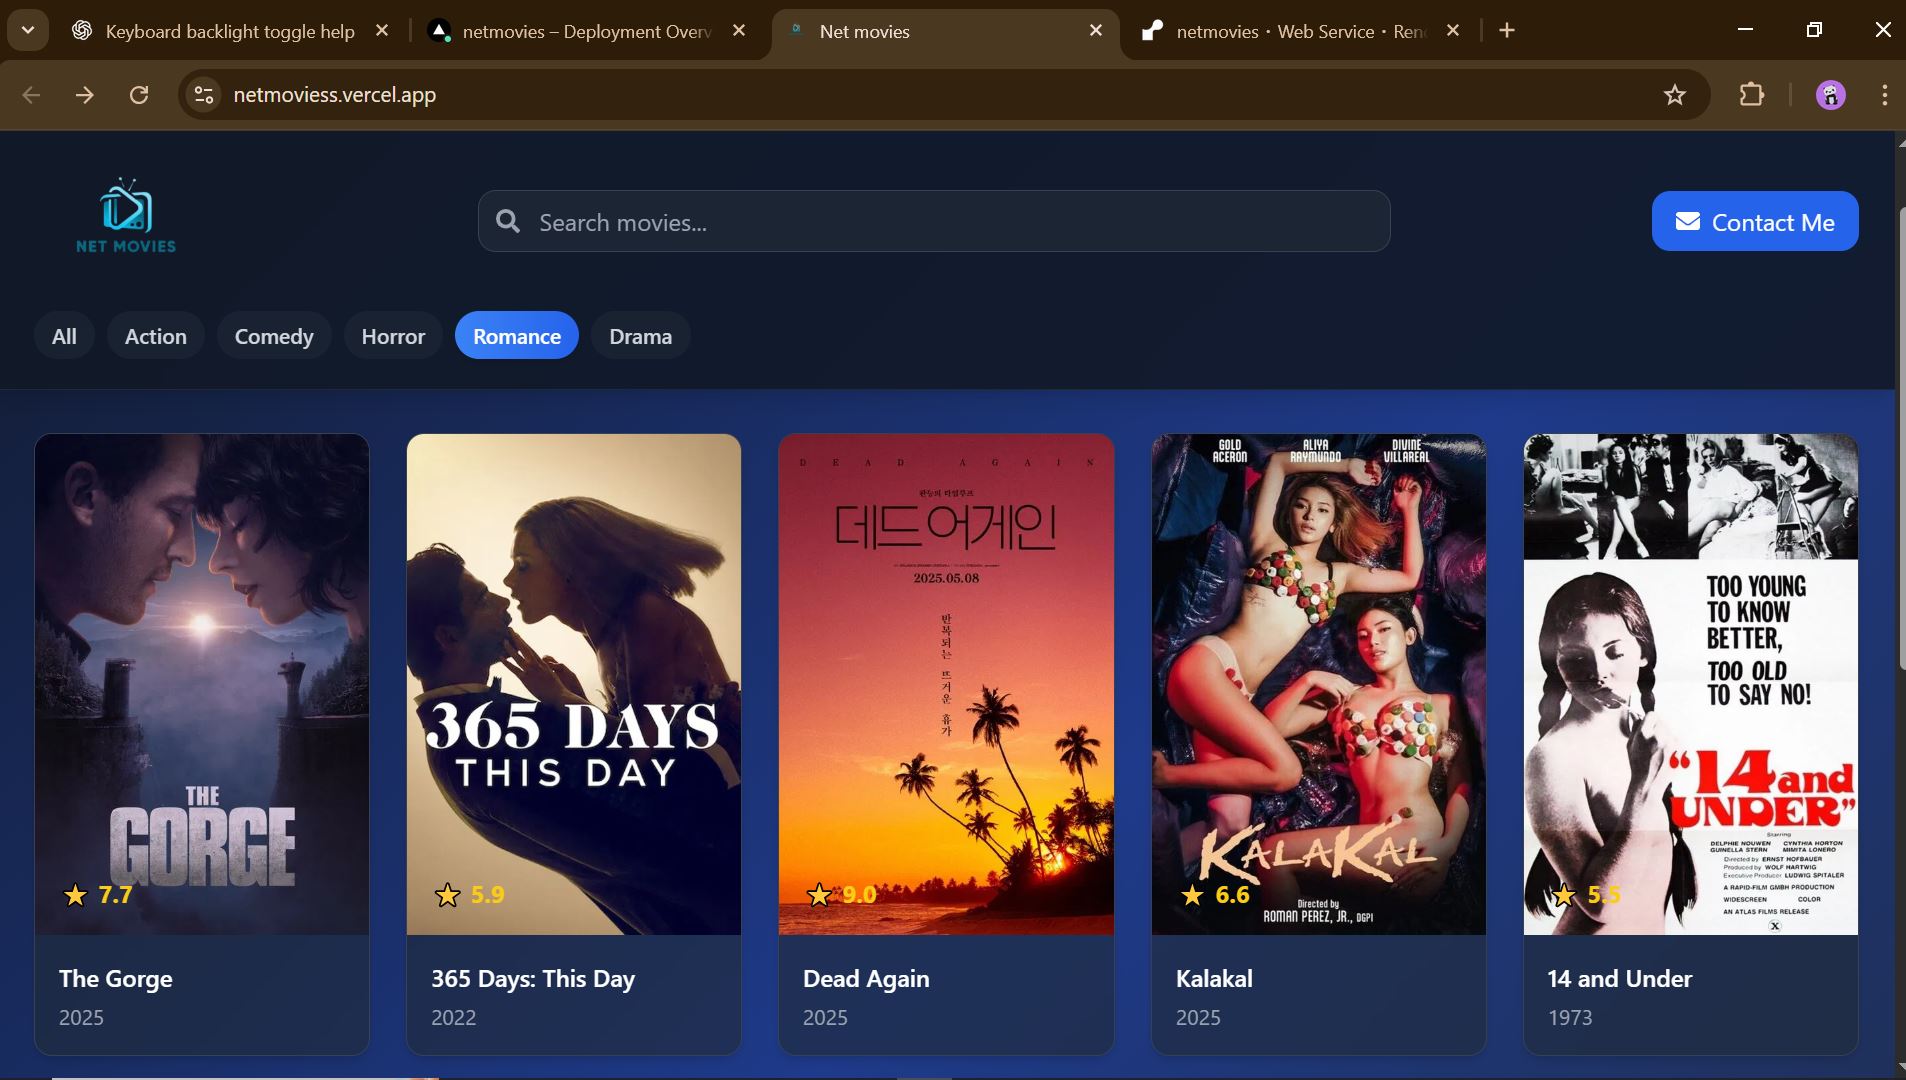 Keyboard backlight toggle help
netmovies – Deployment Overv
Net movies
netmovies · Web Service · Ren
netmoviess.vercel.app
NET MOVIES
Search movies...
Contact Me
All
Action
Comedy
Horror
Romance
Drama
THE
GORGE
7.7
The Gorge
2025
365 DAYS
THIS DAY
5.9
365 Days: This Day
2022
DEAD AGAIN
데드 어게인
2025.05.08
반복되는 뜨거운 휴가
9.0
Dead Again
2025
GOLD ACERON
ALIYA RAYMUNDO
DIVINE VILLAREAL
KALAKAL
Directed by
ROMAN PEREZ, JR., DGPI
6.6
Kalakal
2025
TOO YOUNG
TO KNOW
BETTER,
TOO OLD
TO SAY NO!
"14 and
UNDER"
Starring
DELPHIE NOUWEN CYNTHIA HORTON
GUINELLA STERN MIMITA LONERO
Directed by ERNST HOFBAUER
Produced by WOLF HARTWIG
Executive Producer LUDWIG SPITALER
A RAPID-FILM GMBH PRODUCTION
WIDESCREEN COLOR
AN ATLAS FILMS RELEASE
X
5.5
14 and Under
1973